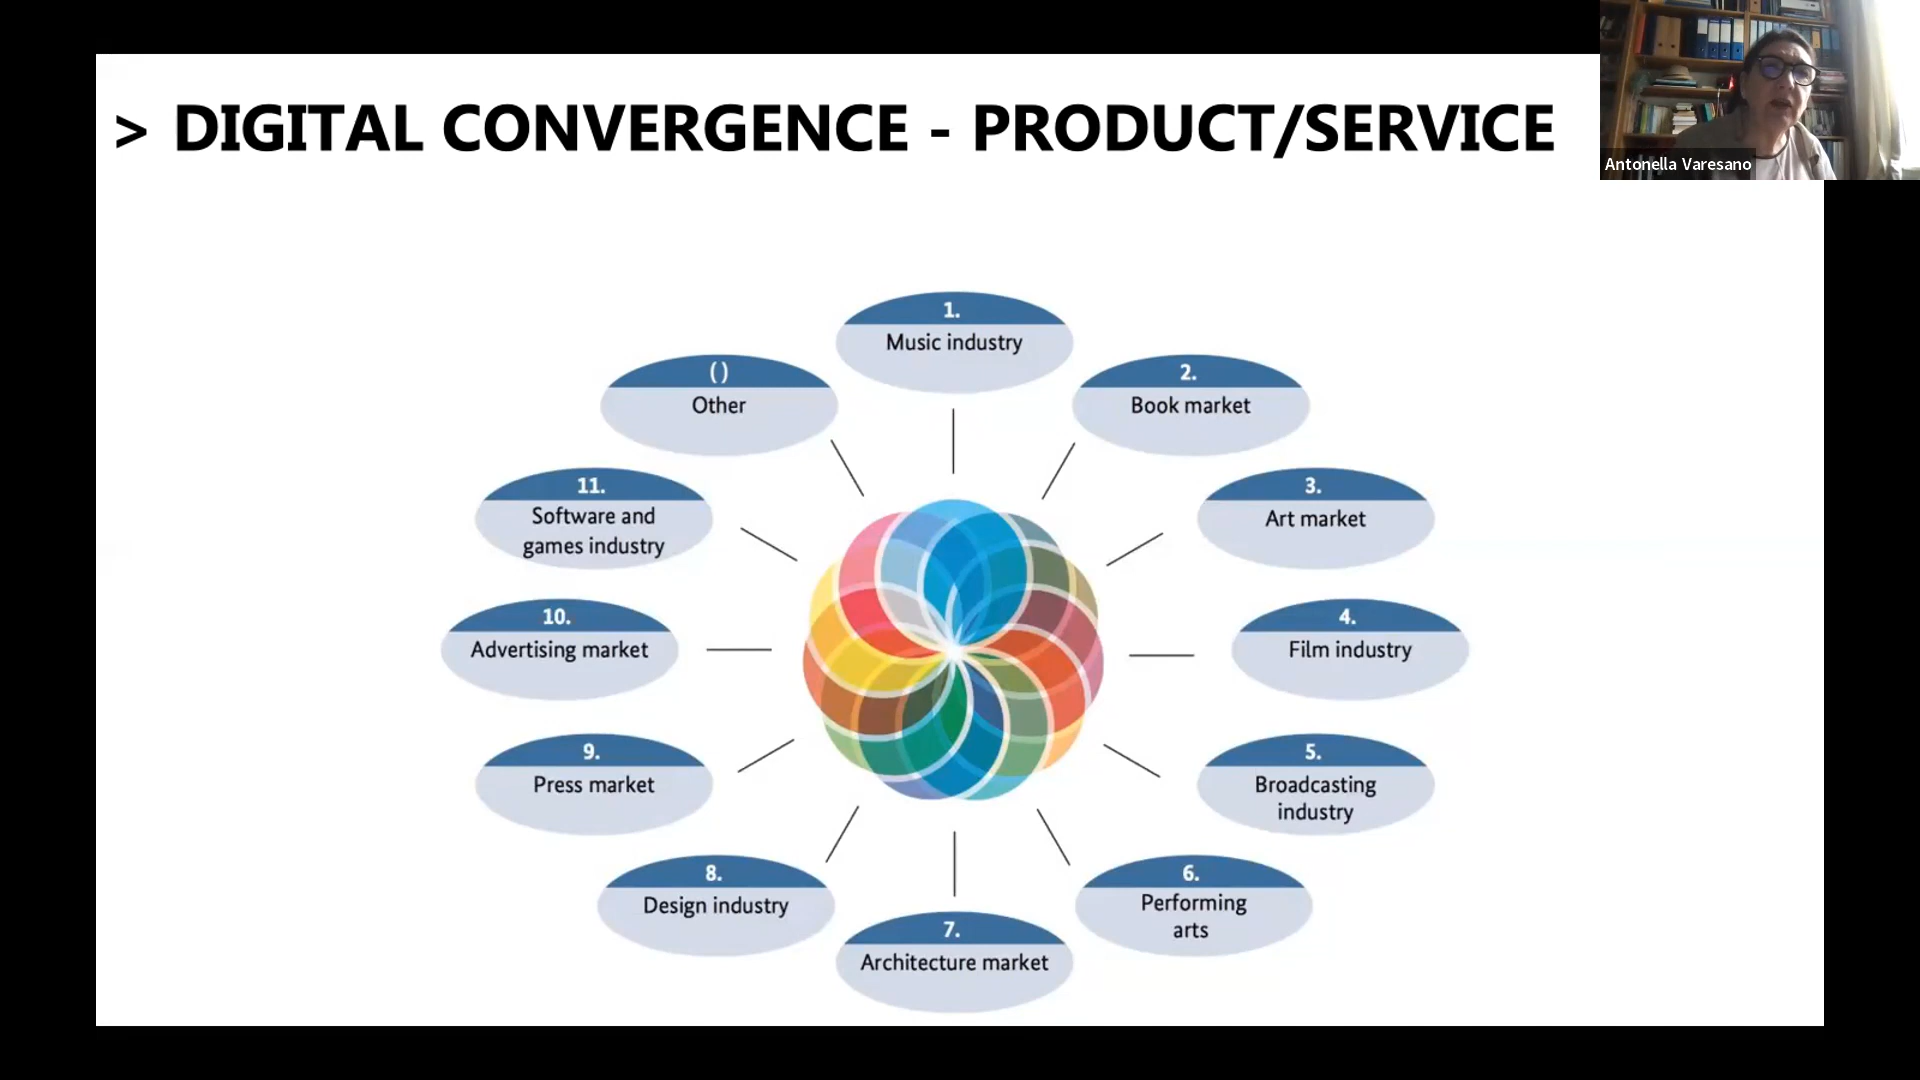 > DIGITAL CONVERGENCE - PRODUCT/SERVICE
Antonella Varesano
1.
Music industry
2.
Book market
3.
Art market
4.
Film industry
5.
Broadcasting
industry
6.
Performing
arts
7.
Architecture market
8.
Design industry
9.
Press market
10.
Advertising market
11.
Software and
games industry
( )
Other